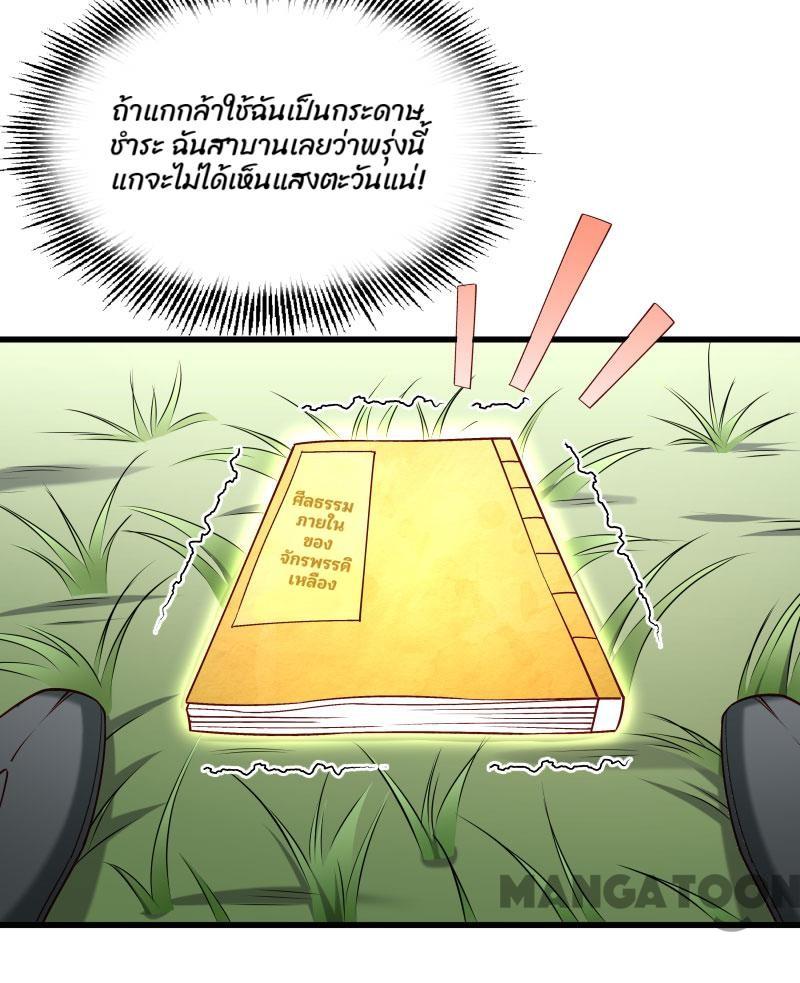 ถ้าแกกล้าใช้ฉันเป็นกระดาษ
ชำระ ฉันสาบานเลยว่าพรุ่งนี้
แกจะไม่ได้เห็นแสงตะวันแน่!
ศีลธรรม
ภายใน
ของ
จักรพรรดิ
เหลือง
MANGATOON